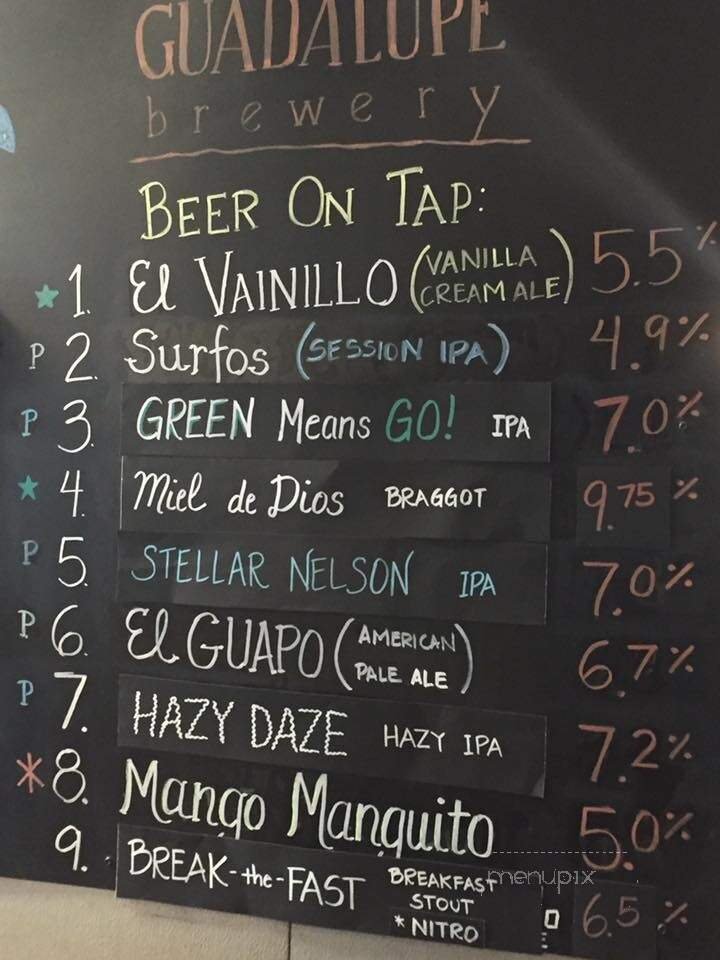 GUADALUPE
brewery
BEER ON TAP:
★ 1. El VAINILLO (VANILLA CREAM ALE) 5.5%
P 2. Surfos (SESSION IPA) 4.9%
P 3. GREEN Means GO! IPA 7.0%
★ 4. Miel de Dios BRAGGOT 9.75%
P 5. STELLAR NELSON IPA 7.0%
P 6. El GUAPO (AMERICAN PALE ALE) 6.7%
P 7. HAZY DAZE HAZY IPA 7.2%
* 8. Mango Manguito 5.0%
9. BREAK-the-FAST BREAKFAST STOUT * NITRO 6.5%
menupix